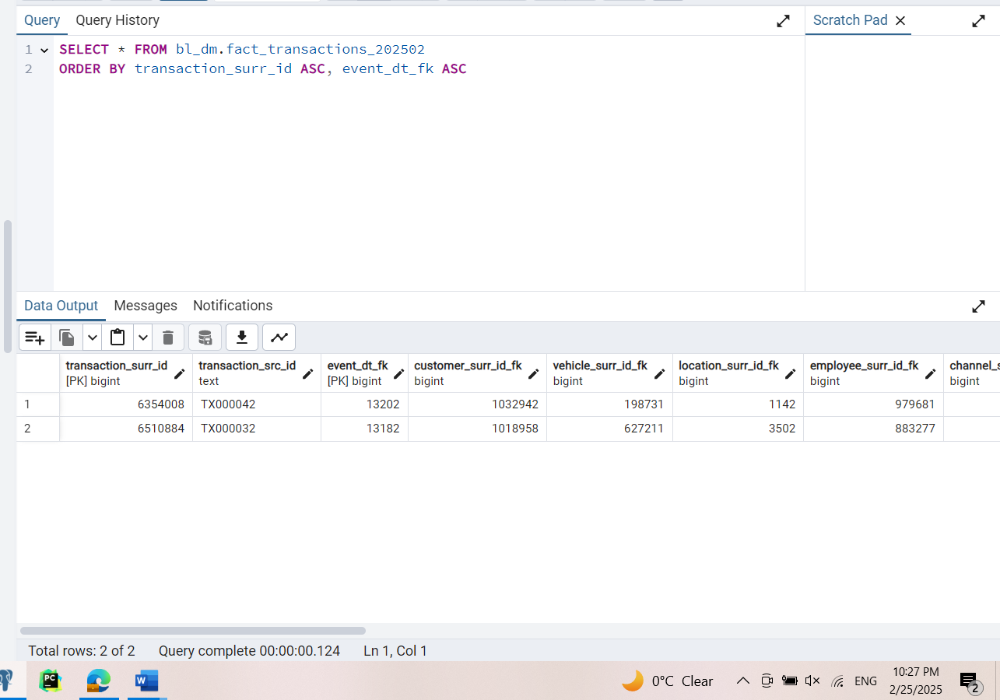 Query Query History Scratch Pad
1 SELECT * FROM bl_dm.fact_transactions_202502
2 ORDER BY transaction_surr_id ASC, event_dt_fk ASC
Data Output Messages Notifications
transaction_surr_id transaction_src_id event_dt_fk customer_surr_id_fk vehicle_surr_id_fk location_surr_id_fk employee_surr_id_fk channel_s
[PK] bigint text [PK] bigint bigint bigint bigint bigint bigint
1 6354008 TX000042 13202 1032942 198731 1142 979681
2 6510884 TX000032 13182 1018958 627211 3502 883277
Total rows: 2 of 2 Query complete 00:00:00.124 Ln 1, Col 1
PC W 0°C Clear ENG 10:27 PM 2
2/25/2025